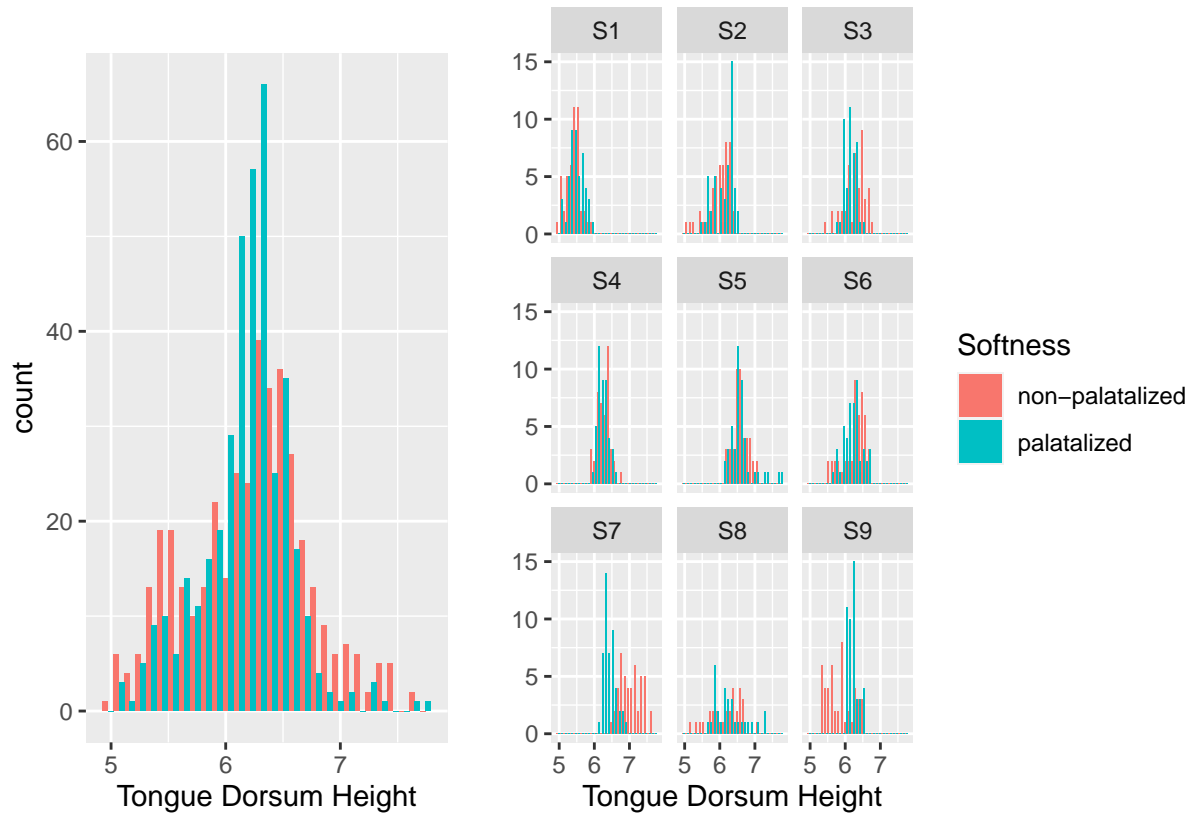 60
40
20
0
count
5 6 7
Tongue Dorsum Height
S1 S2 S3
15
10
5
0
S4 S5 S6
15
10
5
0
S7 S8 S9
15
10
5
0
5 6 7 5 6 7 5 6 7
Tongue Dorsum Height
Softness
non−palatalized
palatalized